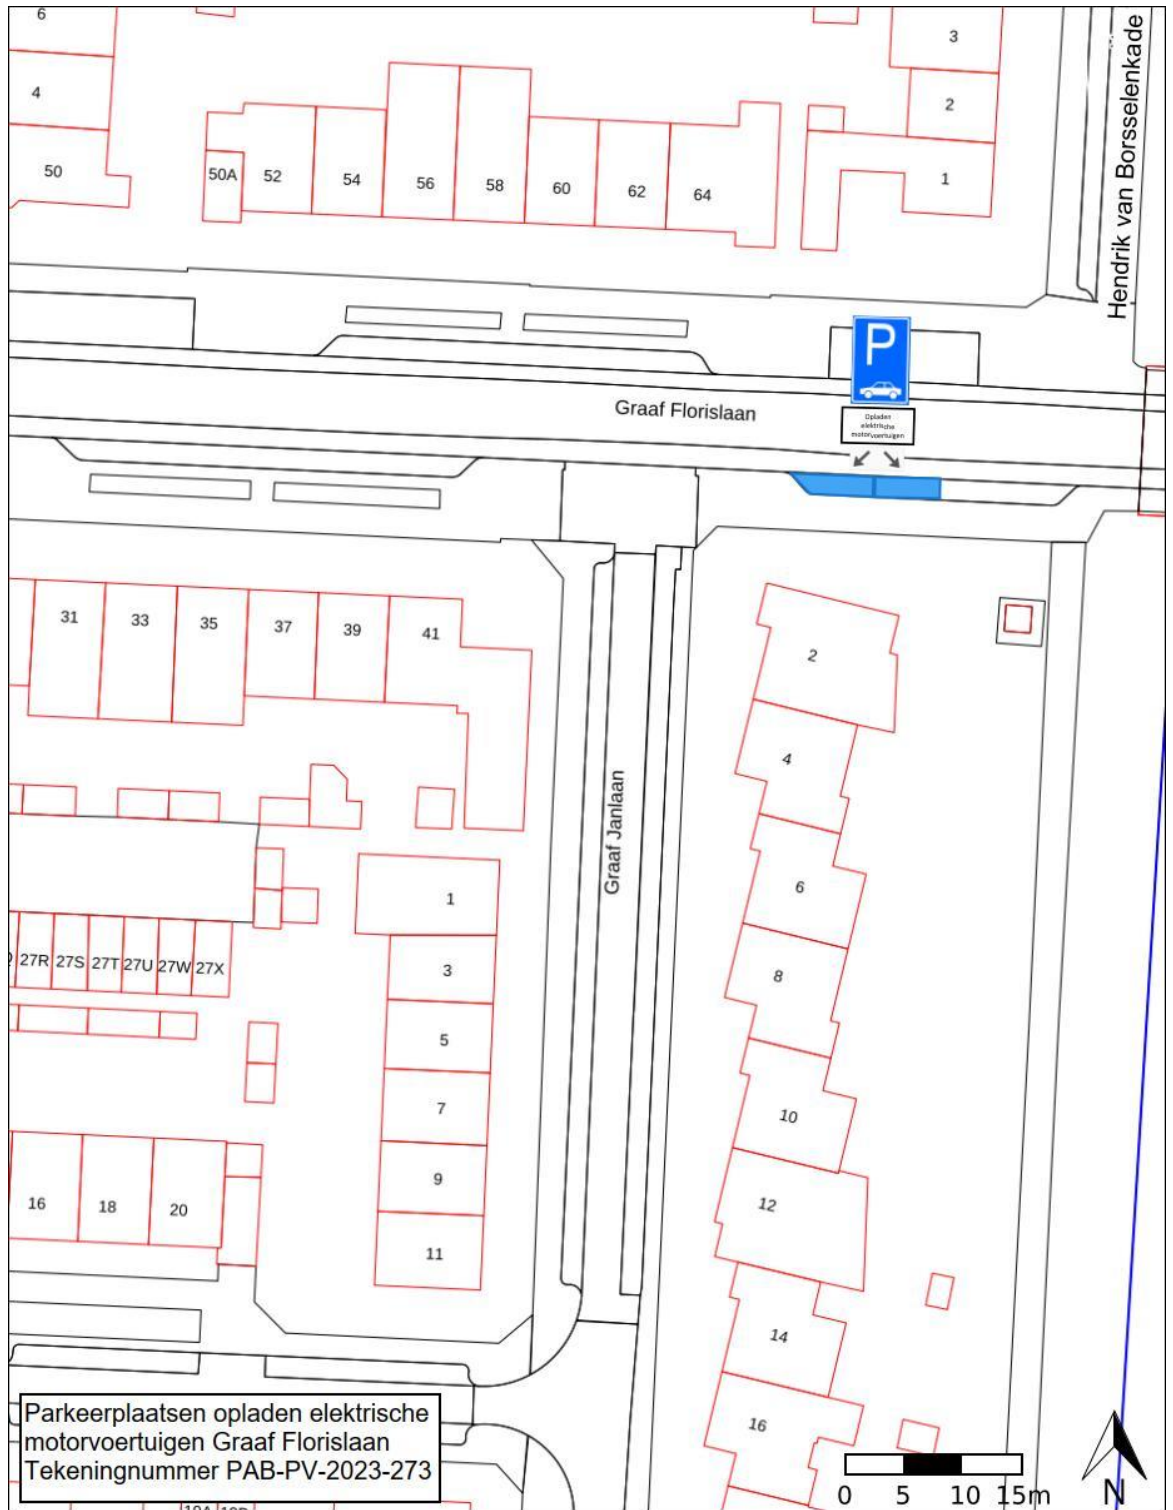 6
3
4
2
50
50A
52
54
56
58
60
62
64
1
Hendrik van Borsselenkade
P
Graaf Florislaan
Opladen
elektrische
motorvoertuigen
31
33
35
37
39
41
2
4
Graaf Janlaan
6
1
27R
27S
27T
27U
27W
27X
3
8
5
7
10
9
16
18
20
12
11
14
16
Parkeerplaatsen opladen elektrische
motorvoertuigen Graaf Florislaan
Tekeningnummer PAB-PV-2023-273
0 5 10 15m
N